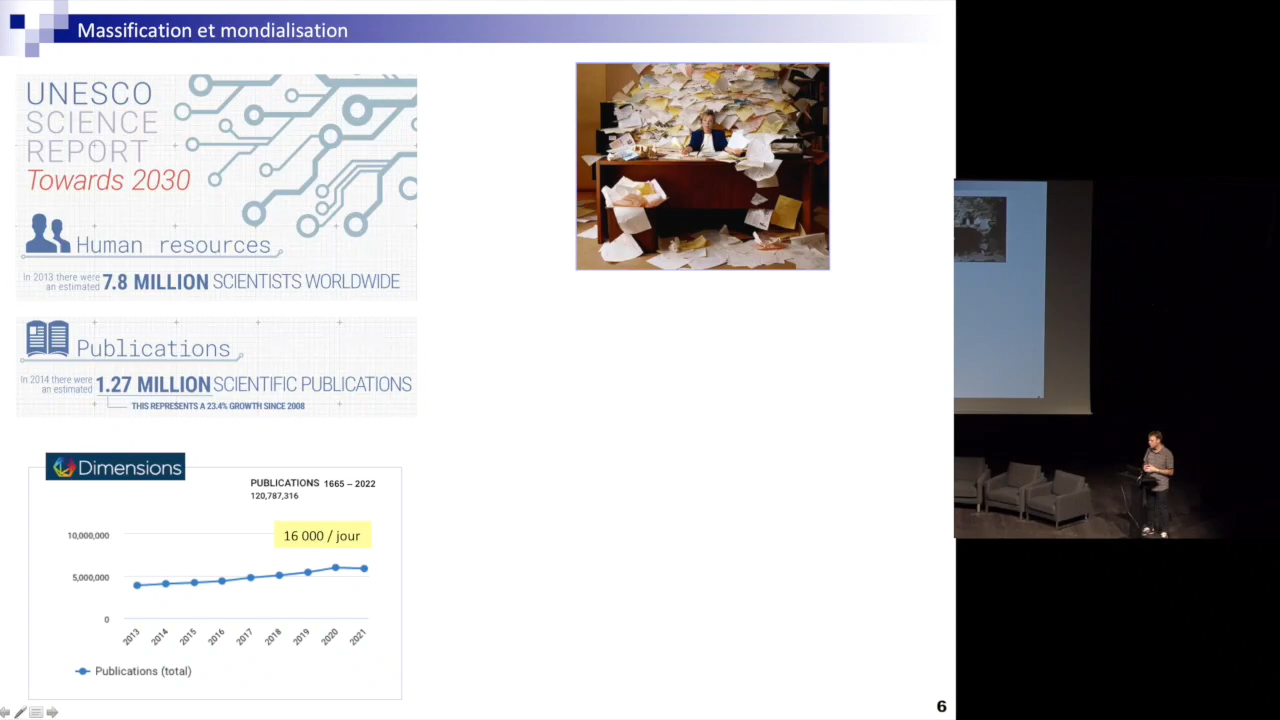 Massification et mondialisation
UNESCO
SCIENCE
REPORT
Towards 2030
Human resources
In 2013 there were
an estimated 7.8 MILLION SCIENTISTS WORLDWIDE
Publications
In 2014 there were
an estimated 1.27 MILLION SCIENTIFIC PUBLICATIONS
THIS REPRESENTS A 23.4% GROWTH SINCE 2008
Dimensions
PUBLICATIONS 1665 – 2022
120,787,316
16 000 / jour
10,000,000
5,000,000
0
2013 2014 2015 2016 2017 2018 2019 2020 2021
Publications (total)
6